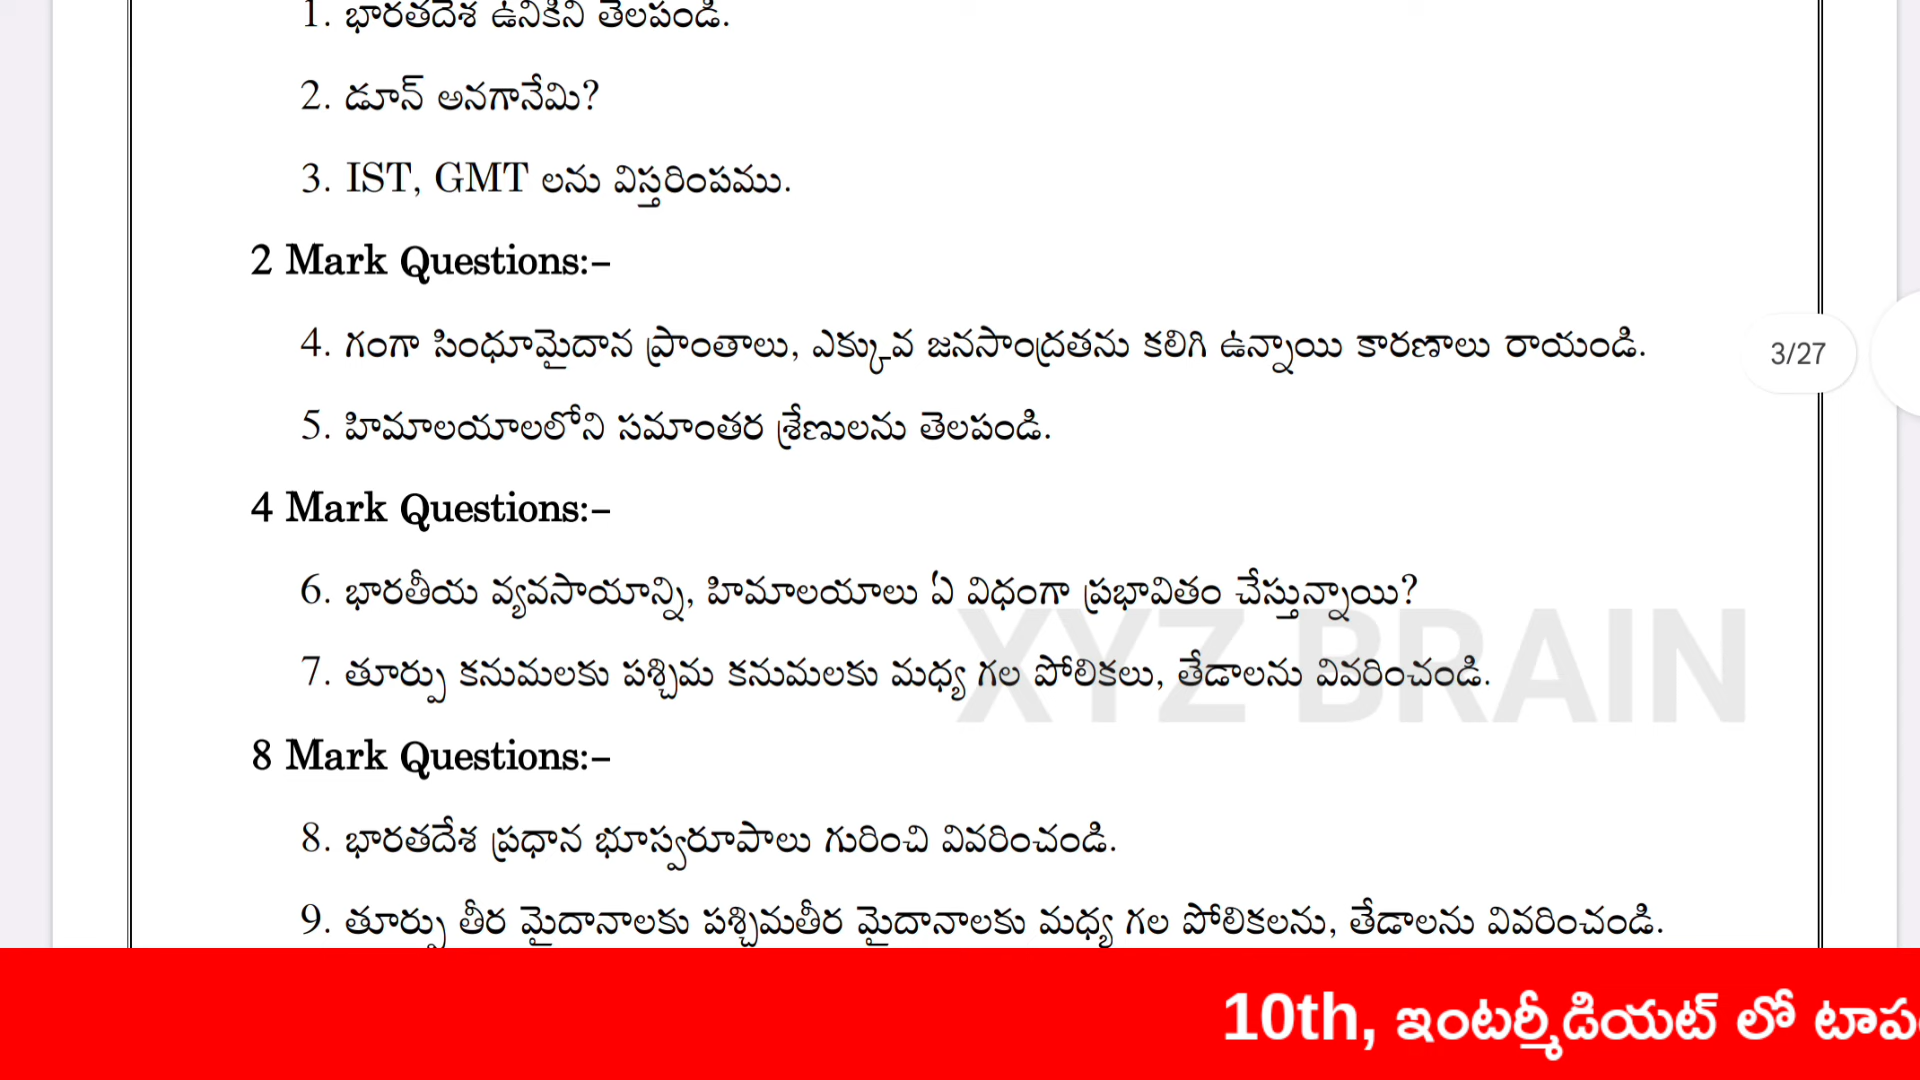 1. భారతదేశ ఉనికిని తెలపండి.
2. డూన్ అనగానేమి?
3. IST, GMT లను విస్తరింపము.
2 Mark Questions:–
4. గంగా సింధూమైదాన ప్రాంతాలు, ఎక్కువ జనసాంద్రతను కలిగి ఉన్నాయి కారణాలు రాయండి.
3/27
5. హిమాలయాలలోని సమాంతర శ్రేణులను తెలపండి.
4 Mark Questions:–
6. భారతీయ వ్యవసాయాన్ని, హిమాలయాలు ఏ విధంగా ప్రభావితం చేస్తున్నాయి?
XYZ BRAIN
7. తూర్పు కనుమలకు పశ్చిమ కనుమలకు మధ్య గల పోలికలు, తేడాలను వివరించండి.
8 Mark Questions:–
8. భారతదేశ ప్రధాన భూస్వరూపాలు గురించి వివరించండి.
9. తూర్పు తీర మైదానాలకు పశ్చిమతీర మైదానాలకు మధ్య గల పోలికలను, తేడాలను వివరించండి.
10th, ఇంటర్మీడియట్ లో